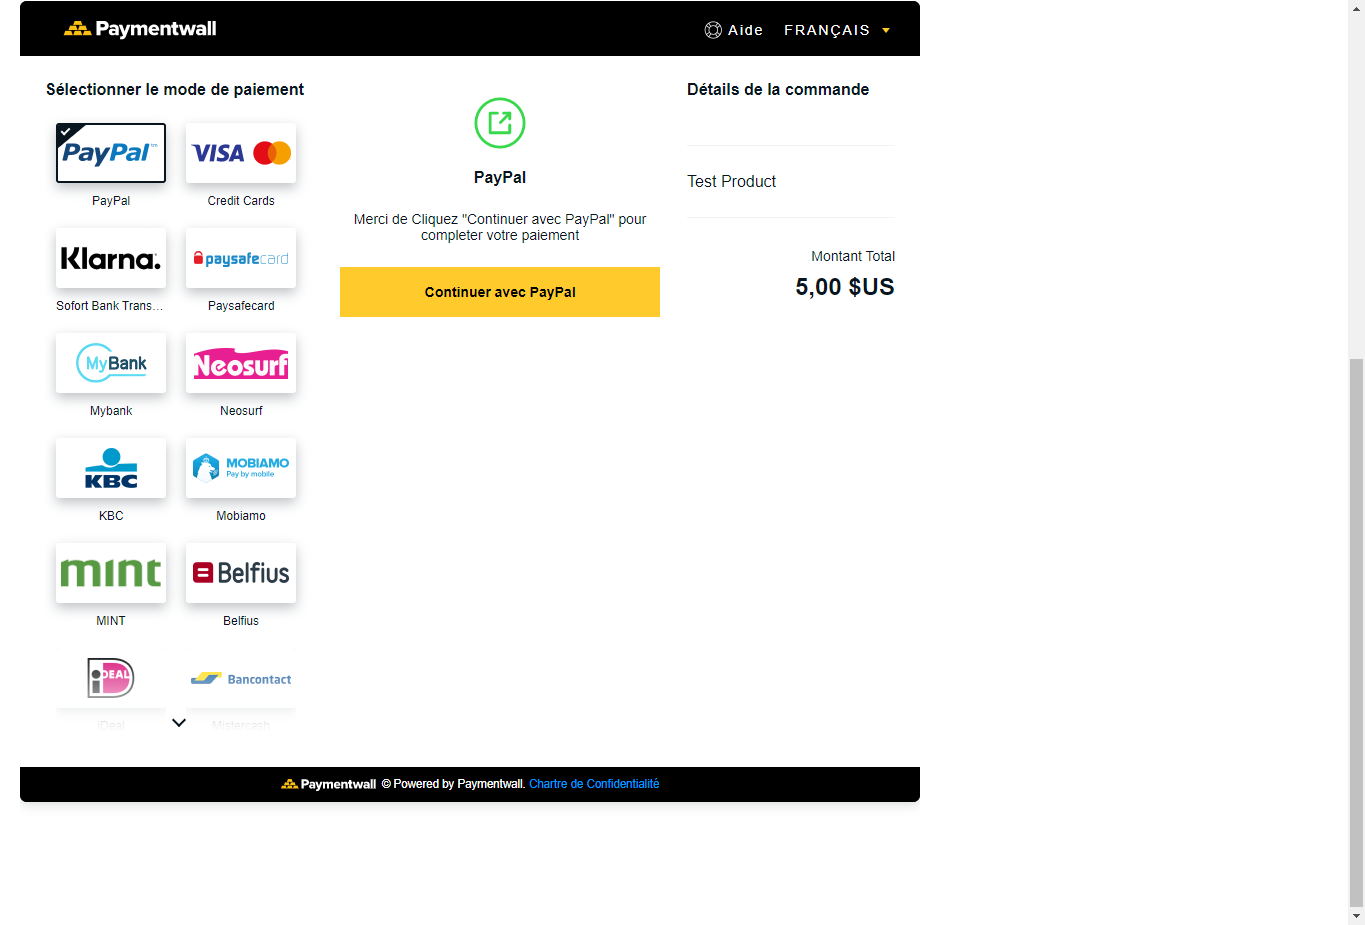 Paymentwall
Aide
FRANÇAIS
Sélectionner le mode de paiement
PayPal™
PayPal
VISA
Credit Cards
Klarna.
Sofort Bank Trans...
paysafecard
Paysafecard
MyBank
Mybank
Neosurf
Neosurf
KBC
KBC
MOBIAMO
Pay by mobile
Mobiamo
mint
MINT
Belfius
Belfius
iDEAL
iDeal
Bancontact
Mistercash
PayPal
Merci de Cliquez "Continuer avec PayPal" pour
completer votre paiement
Continuer avec PayPal
Détails de la commande
Test Product
Montant Total
5,00 $US
Paymentwall © Powered by Paymentwall. Chartre de Confidentialité